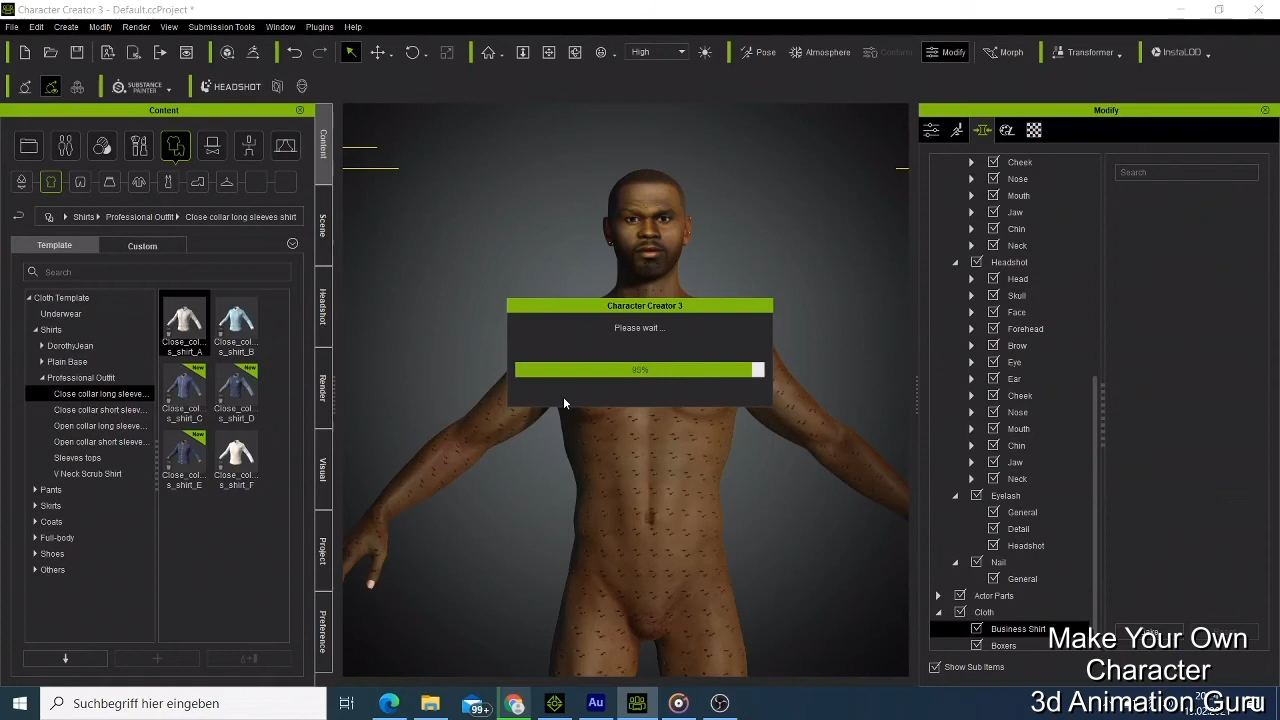 Character Creator 3 - Default.ccProject *
File Edit Create Modify Render View Submission Tools Window Plugins Help
High Pose Atmosphere Conform Modify Morph Transformer InstaLOD
SUBSTANCE PAINTER HEADSHOT
Content
Modify
Shirts Professional Outfit Close collar long sleeves shirt
Template Custom
Search
Cloth Template
Underwear
Shirts
DorothyJean
Plain Base
Professional Outfit
Close collar long sleeve...
Close collar short sleev...
Open collar long sleeve...
Open collar short sleeve...
Sleeves tops
V Neck Scrub Shirt
Pants
Skirts
Coats
Full-body
Shoes
Others
Close_col...
s_shirt_A
Close_col...
s_shirt_B
New
Close_col...
s_shirt_C
New
Close_col...
s_shirt_D
New
Close_col...
s_shirt_E
Close_col...
s_shirt_F
Content
Scene
Headshot
Render
Visual
Project
Preference
Character Creator 3
Please wait ...
95%
Search
Cheek
Nose
Mouth
Jaw
Chin
Neck
Headshot
Head
Skull
Face
Forehead
Brow
Eye
Ear
Cheek
Nose
Mouth
Chin
Jaw
Neck
Eyelash
General
Detail
Headshot
Nail
General
Actor Parts
Cloth
Business Shirt
Boxers
Show Sub Items
Make Your Own
Character
3d Animation Guru
Suchbegriff hier eingeben
99+
Au